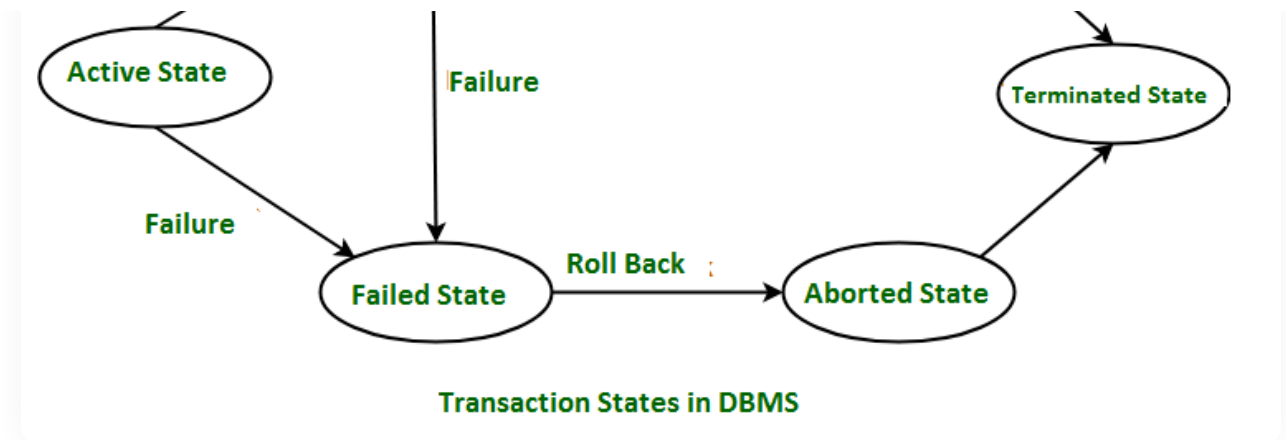 Active State
Failure
Terminated State
Failure
Roll Back
Failed State
Aborted State
Transaction States in DBMS